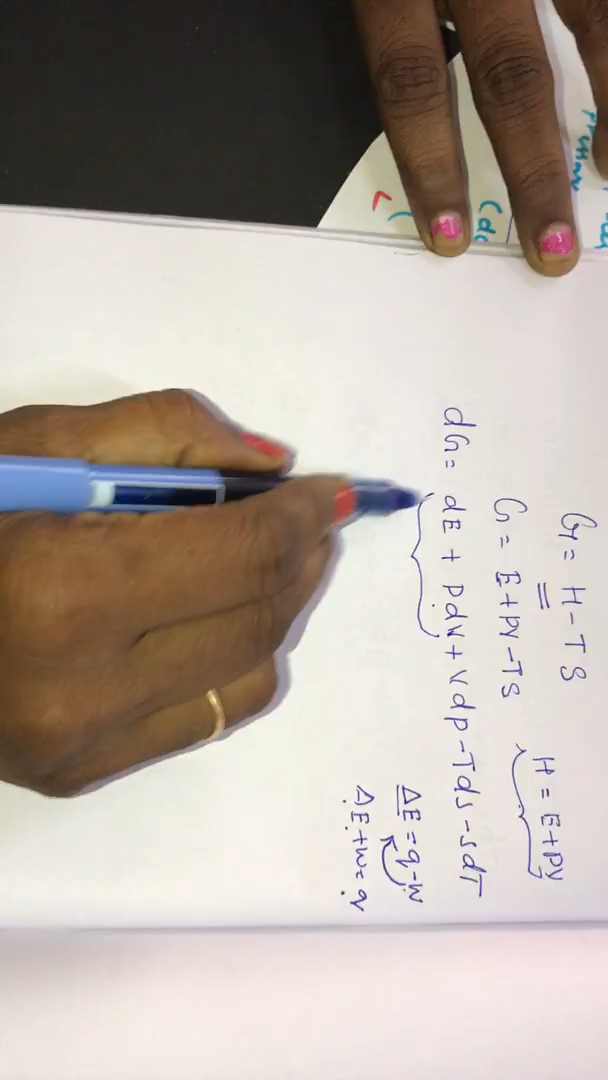 G = H - TS
H = E + PV
G = E + PV - TS
dG = dE + Pdv + Vdp - Tds - SdT
ΔE = q - w
ΔE + w = q